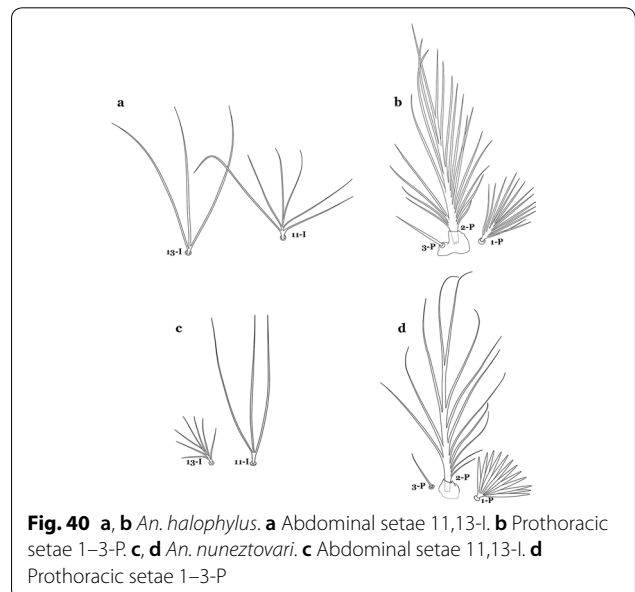 a
b
13-I
11-I
3-P
2-P
1-P
c
d
13-I
11-I
3-P
2-P
1-P
Fig. 40 a, b An. halophylus. a Abdominal setae 11,13-I. b Prothoracic
setae 1–3-P. c, d An. nuneztovari. c Abdominal setae 11,13-I. d
Prothoracic setae 1–3-P